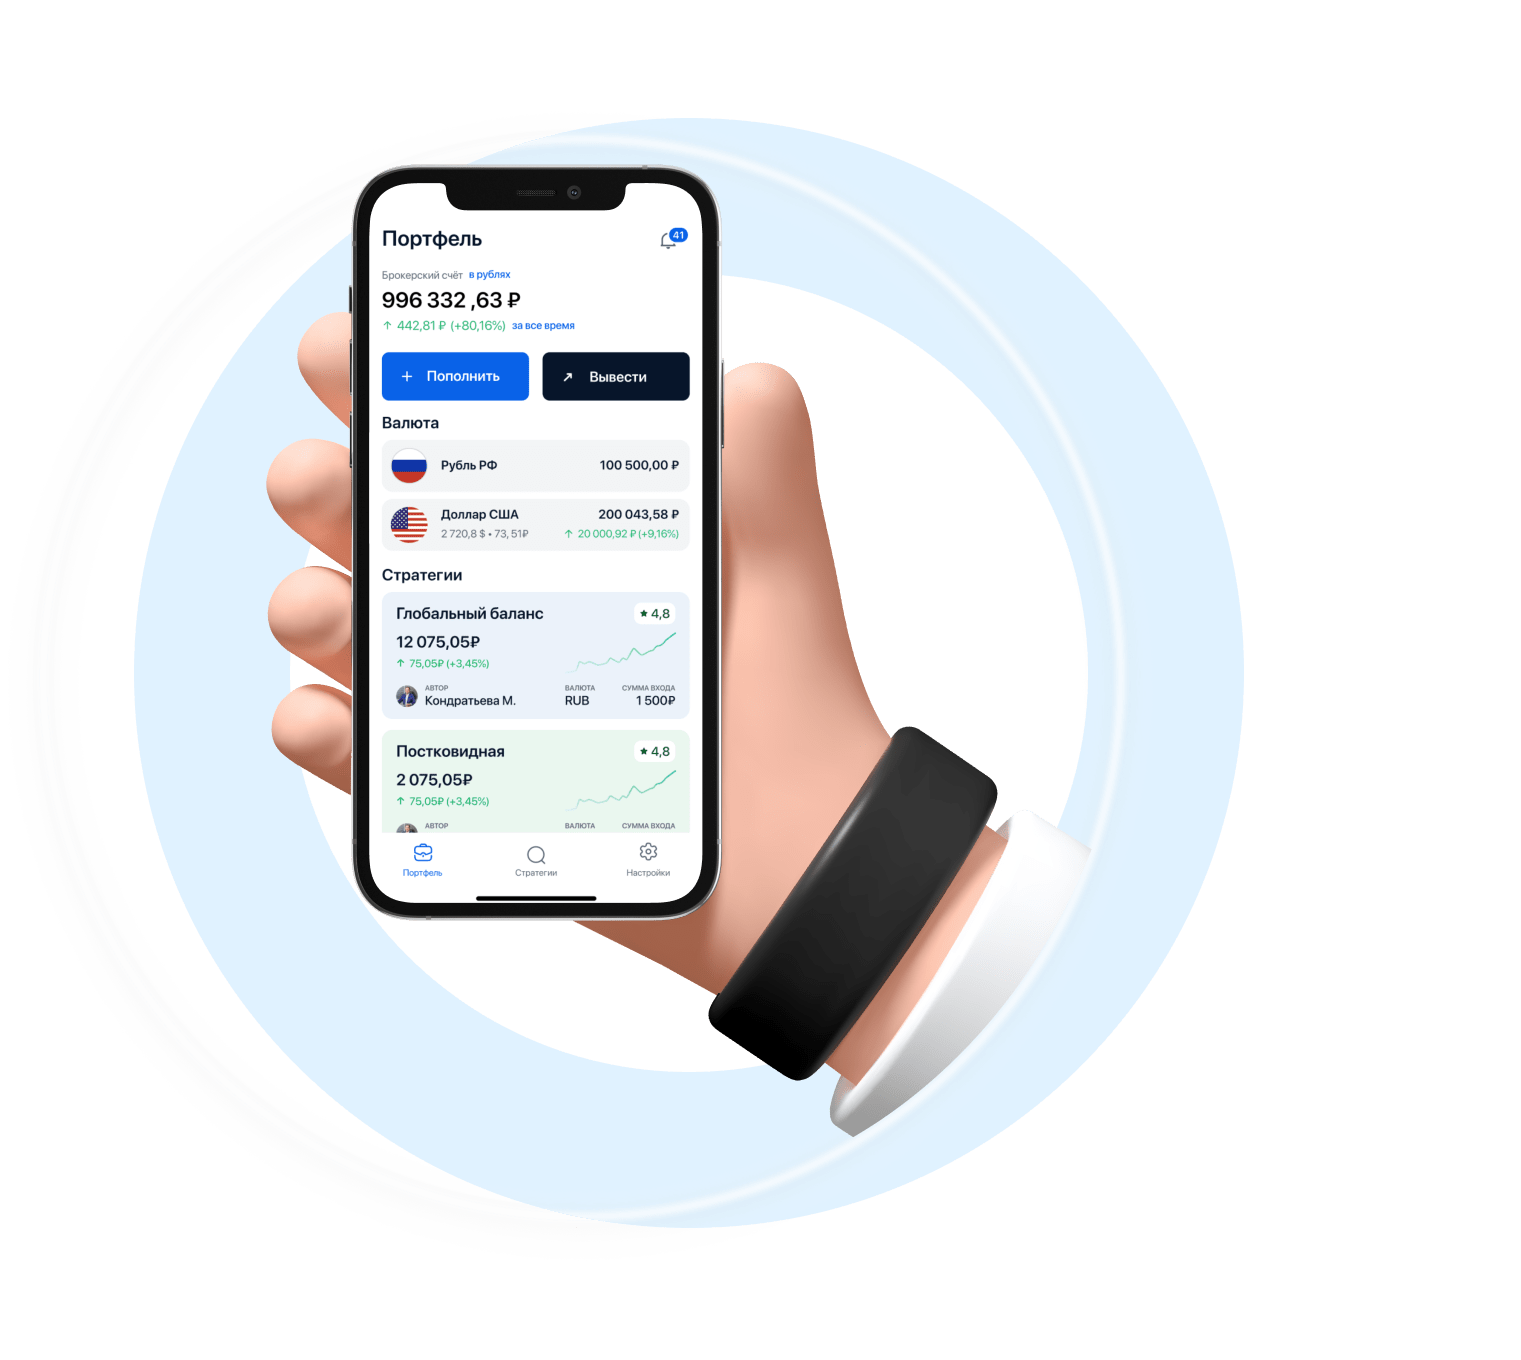 Портфель
41
Брокерский счёт в рублях
996 332 ,63 ₽
↑ 442,81 ₽ (+80,16%) за все время
+ Пополнить
↗ Вывести
Валюта
Рубль РФ 100 500,00 ₽
Доллар США 200 043,58 ₽
2 720,8 $ • 73, 51₽ ↑ 20 000,92 ₽ (+9,16%)
Стратегии
Глобальный баланс ★ 4,8
12 075,05₽
↑ 75,05₽ (+3,45%)
АВТОР ВАЛЮТА СУММА ВХОДА
Кондратьева М. RUB 1 500₽
Постковидная ★ 4,8
2 075,05₽
↑ 75,05₽ (+3,45%)
АВТОР ВАЛЮТА СУММА ВХОДА
Портфель Стратегии Настройки